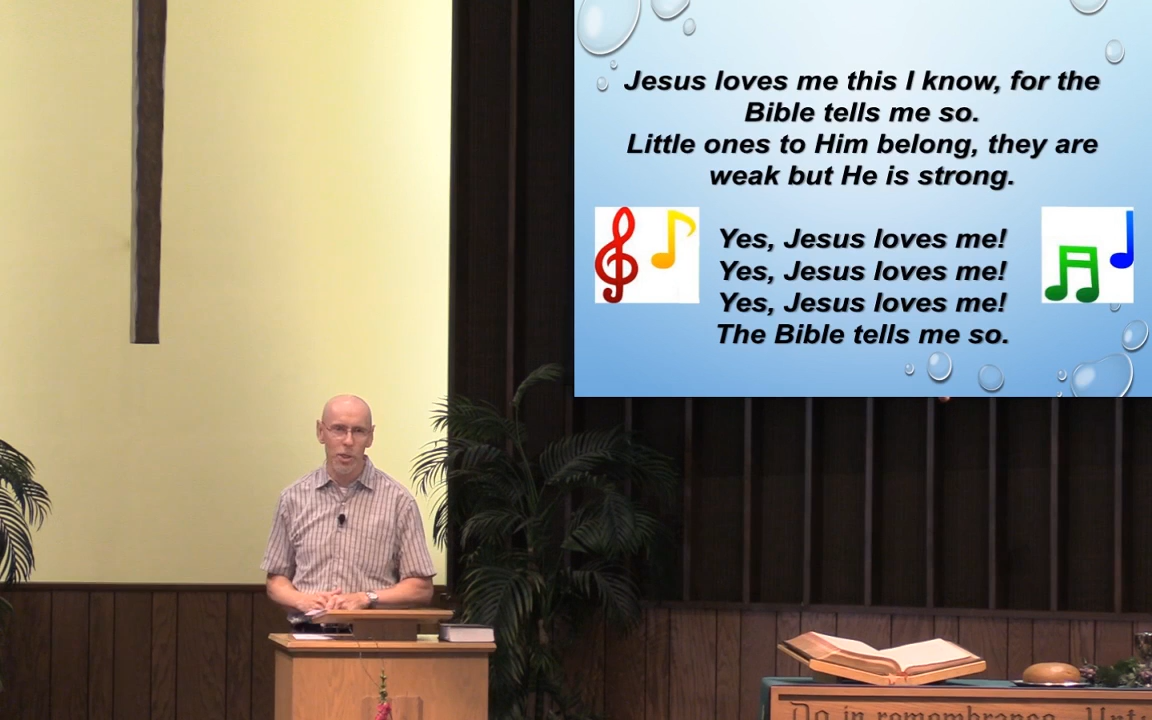 Jesus loves me this I know, for the
Bible tells me so.
Little ones to Him belong, they are
weak but He is strong.
Yes, Jesus loves me!
Yes, Jesus loves me!
Yes, Jesus loves me!
The Bible tells me so.
Do in remembrance